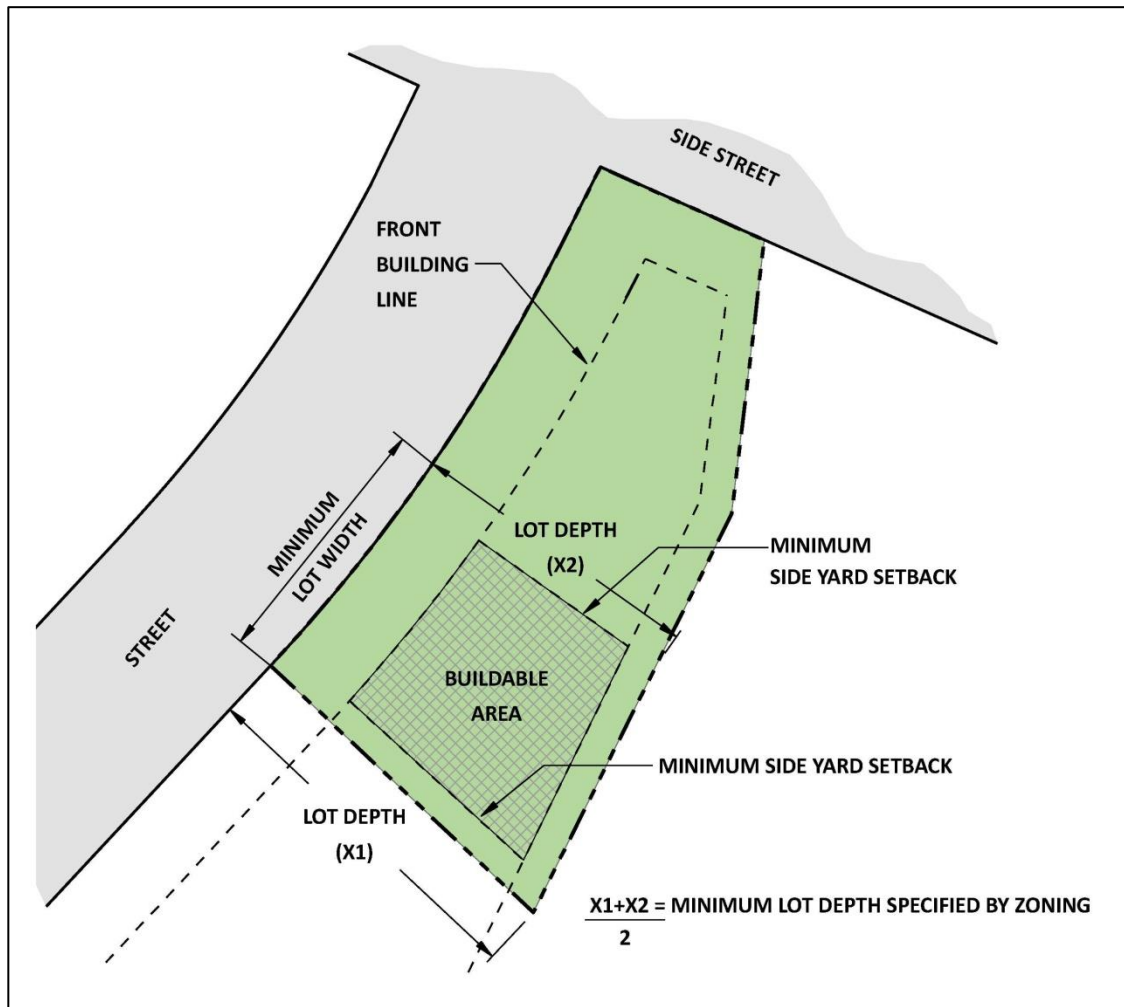 SIDE STREET
FRONT
BUILDING
LINE
MINIMUM
LOT WIDTH
LOT DEPTH
(X2)
MINIMUM
SIDE YARD SETBACK
STREET
BUILDABLE
AREA
MINIMUM SIDE YARD SETBACK
LOT DEPTH
(X1)
X1+X2 = MINIMUM LOT DEPTH SPECIFIED BY ZONING
2